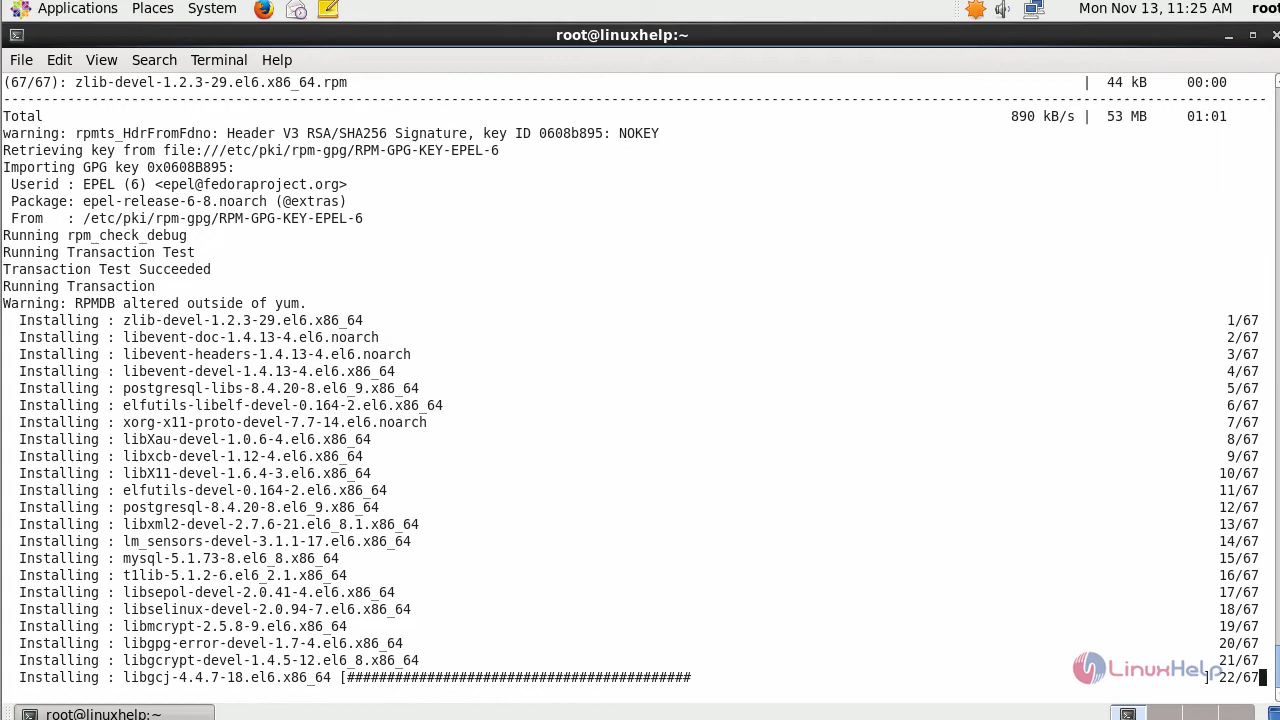 Applications Places System Mon Nov 13, 11:25 AM root
root@linuxhelp:~
File Edit View Search Terminal Help
(67/67): zlib-devel-1.2.3-29.el6.x86_64.rpm | 44 kB 00:00
--------------------------------------------------------------------------------
Total 890 kB/s | 53 MB 01:01
warning: rpmts_HdrFromFdno: Header V3 RSA/SHA256 Signature, key ID 0608b895: NOKEY
Retrieving key from file:///etc/pki/rpm-gpg/RPM-GPG-KEY-EPEL-6
Importing GPG key 0x0608B895:
Userid : EPEL (6) <epel@fedoraproject.org>
Package: epel-release-6-8.noarch (@extras)
From : /etc/pki/rpm-gpg/RPM-GPG-KEY-EPEL-6
Running rpm_check_debug
Running Transaction Test
Transaction Test Succeeded
Running Transaction
Warning: RPMDB altered outside of yum.
Installing : zlib-devel-1.2.3-29.el6.x86_64 1/67
Installing : libevent-doc-1.4.13-4.el6.noarch 2/67
Installing : libevent-headers-1.4.13-4.el6.noarch 3/67
Installing : libevent-devel-1.4.13-4.el6.x86_64 4/67
Installing : postgresql-libs-8.4.20-8.el6_9.x86_64 5/67
Installing : elfutils-libelf-devel-0.164-2.el6.x86_64 6/67
Installing : xorg-x11-proto-devel-7.7-14.el6.noarch 7/67
Installing : libXau-devel-1.0.6-4.el6.x86_64 8/67
Installing : libxcb-devel-1.12-4.el6.x86_64 9/67
Installing : libX11-devel-1.6.4-3.el6.x86_64 10/67
Installing : elfutils-devel-0.164-2.el6.x86_64 11/67
Installing : postgresql-8.4.20-8.el6_9.x86_64 12/67
Installing : libxml2-devel-2.7.6-21.el6_8.1.x86_64 13/67
Installing : lm_sensors-devel-3.1.1-17.el6.x86_64 14/67
Installing : mysql-5.1.73-8.el6_8.x86_64 15/67
Installing : t1lib-5.1.2-6.el6_2.1.x86_64 16/67
Installing : libsepol-devel-2.0.41-4.el6.x86_64 17/67
Installing : libselinux-devel-2.0.94-7.el6.x86_64 18/67
Installing : libmcrypt-2.5.8-9.el6.x86_64 19/67
Installing : libgpg-error-devel-1.7-4.el6.x86_64 20/67
Installing : libgcrypt-devel-1.4.5-12.el6_8.x86_64 21/67
Installing : libgcj-4.4.7-18.el6.x86_64 [########################################### ] 22/67
LinuxHelp
root@linuxhelp:~